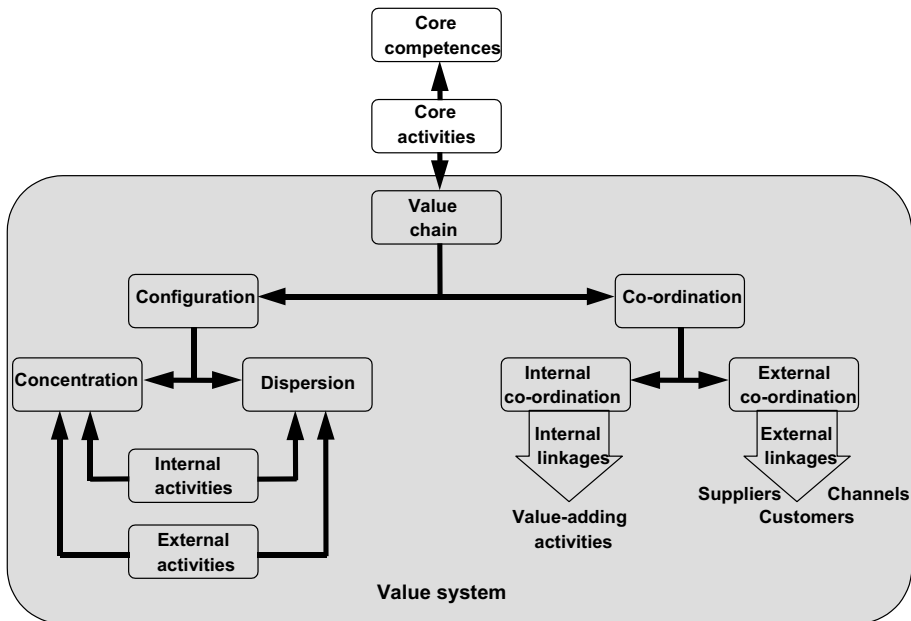 Core
competences
Core
activities
Value
chain
Configuration
Co-ordination
Concentration
Dispersion
Internal
co-ordination
External
co-ordination
Internal
linkages
External
linkages
Internal
activities
Suppliers
Channels
Customers
Value-adding
activities
External
activities
Value system